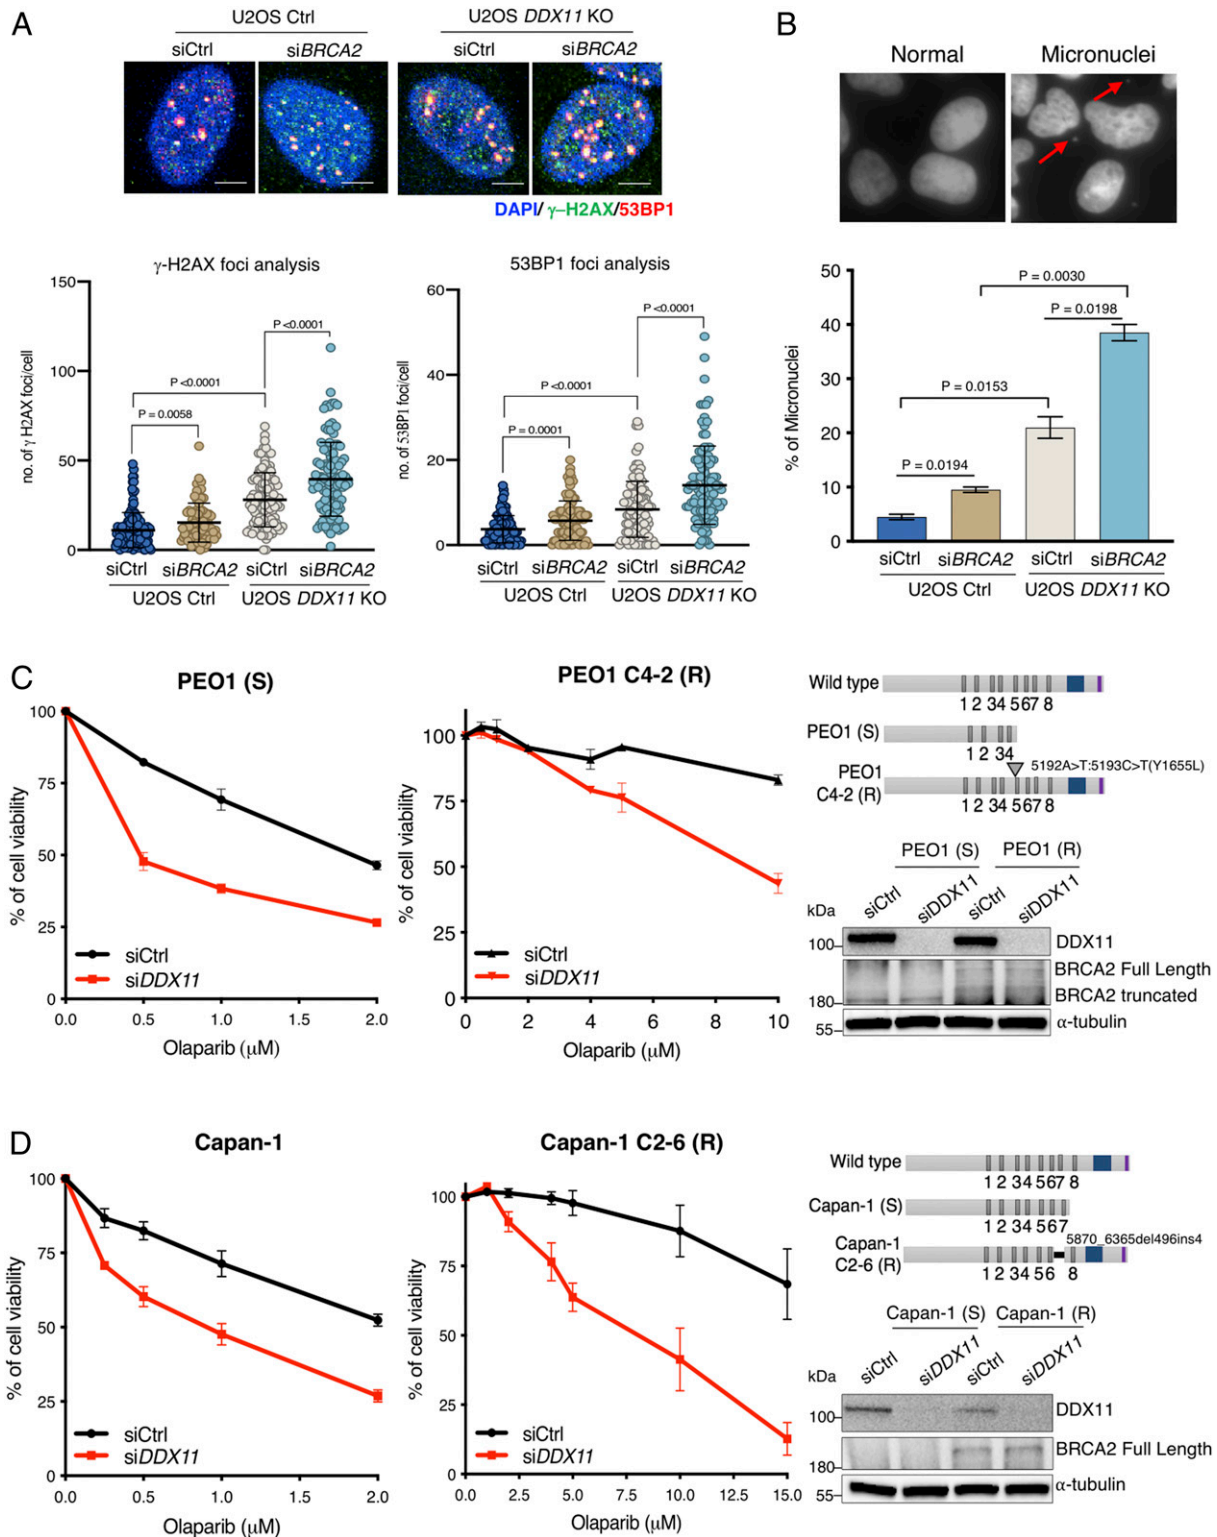 A
U2OS Ctrl
U2OS DDX11 KO
siCtrl siBRCA2 siCtrl siBRCA2
DAPI/ γ–H2AX/53BP1
γ-H2AX foci analysis
no. of γ H2AX foci/cell
150
100
50
0
P <0.0001
P <0.0001
P = 0.0058
siCtrl siBRCA2 siCtrl siBRCA2
U2OS Ctrl U2OS DDX11 KO
53BP1 foci analysis
no. of 53BP1 foci/cell
60
40
20
0
P <0.0001
P <0.0001
P = 0.0001
siCtrl siBRCA2 siCtrl siBRCA2
U2OS Ctrl U2OS DDX11 KO
B
Normal Micronuclei
% of Micronuclei
50
40
30
20
10
0
P = 0.0030
P = 0.0198
P = 0.0153
P = 0.0194
siCtrl siBRCA2 siCtrl siBRCA2
U2OS Ctrl U2OS DDX11 KO
C
PEO1 (S)
% of cell viability
100
75
50
25
0
siCtrl
siDDX11
0.0 0.5 1.0 1.5 2.0
Olaparib (μM)
PEO1 C4-2 (R)
% of cell viability
100
75
50
25
0
siCtrl
siDDX11
0 2 4 6 8 10
Olaparib (μM)
Wild type
1 2 34 567 8
PEO1 (S)
1 2 34
5192A>T:5193C>T(Y1655L)
PEO1
C4-2 (R)
1 2 34 567 8
PEO1 (S) PEO1 (R)
siCtrl siDDX11 siCtrl siDDX11
kDa
100 DDX11
BRCA2 Full Length
180 BRCA2 truncated
55 α-tubulin
D
Capan-1
% of cell viability
100
75
50
25
0
siCtrl
siDDX11
0.0 0.5 1.0 1.5 2.0
Olaparib (μM)
Capan-1 C2-6 (R)
% of cell viability
100
75
50
25
0
siCtrl
siDDX11
0.0 2.5 5.0 7.5 10.0 12.5 15.0
Olaparib (μM)
Wild type
1 2 34 567 8
Capan-1 (S)
1 2 34 567
5870_6365del496ins4
Capan-1
C2-6 (R)
1 2 34 56 8
Capan-1 (S) Capan-1 (R)
siCtrl siDDX11 siCtrl siDDX11
kDa
100 DDX11
BRCA2 Full Length
180
55 α-tubulin